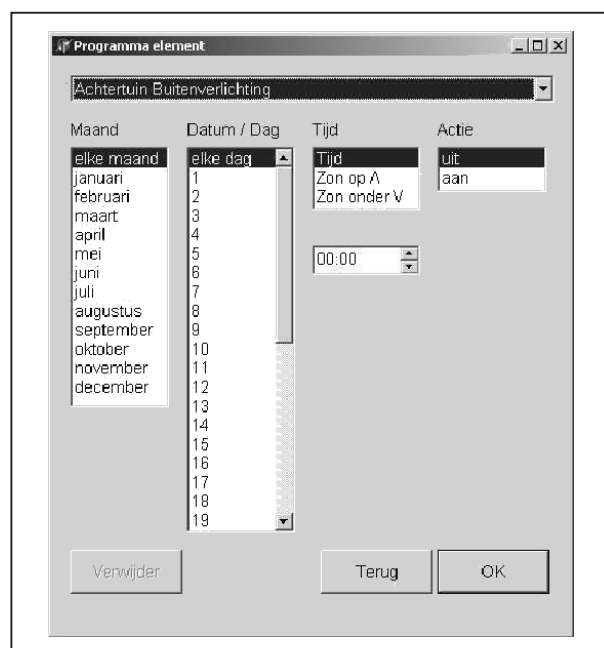 Programma element
Achtertuin Buitenverlichting
Maand
elke maand
januari
februari
maart
april
mei
juni
juli
augustus
september
oktober
november
december
Datum / Dag
elke dag
1
2
3
4
5
6
7
8
9
10
11
12
13
14
15
16
17
18
19
Tijd
Tijd
Zon op Λ
Zon onder V
00:00
Actie
uit
aan
Verwijder
Terug
OK